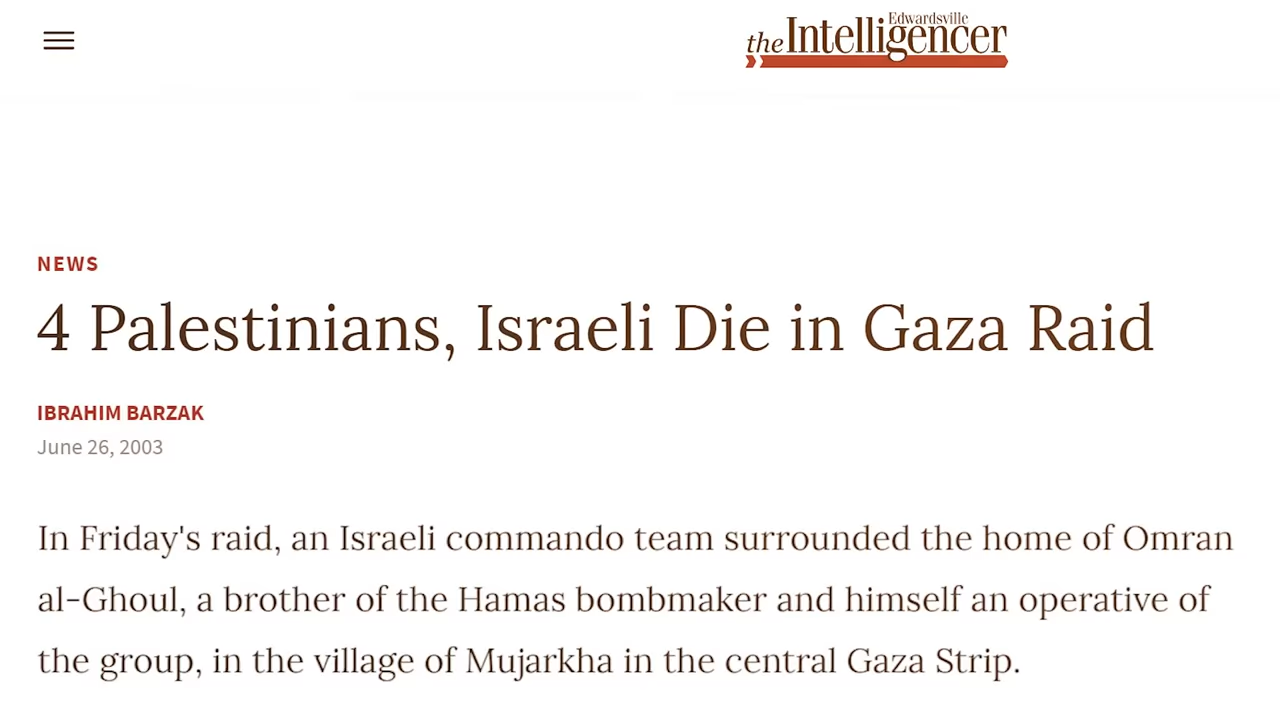 Edwardsville
the Intelligencer
NEWS
4 Palestinians, Israeli Die in Gaza Raid
IBRAHIM BARZAK
June 26, 2003
In Friday's raid, an Israeli commando team surrounded the home of Omran
al-Ghoul, a brother of the Hamas bombmaker and himself an operative of
the group, in the village of Mujarkha in the central Gaza Strip.